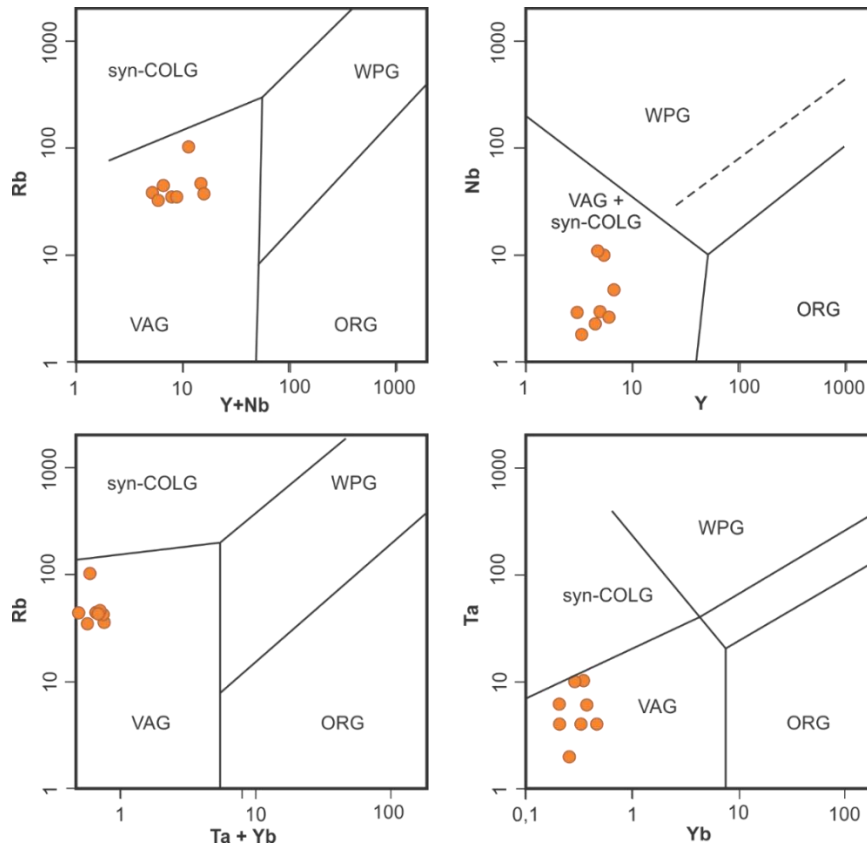 syn-COLG
WPG
VAG
ORG
Rb
1000
100
10
1
1
10
100
1000
Y+Nb
WPG
VAG +
syn-COLG
ORG
Nb
1000
100
10
1
1
10
100
1000
Y
syn-COLG
WPG
VAG
ORG
Rb
1000
100
10
1
1
10
100
Ta + Yb
WPG
syn-COLG
VAG
ORG
Ta
1000
100
10
1
0,1
1
10
100
Yb